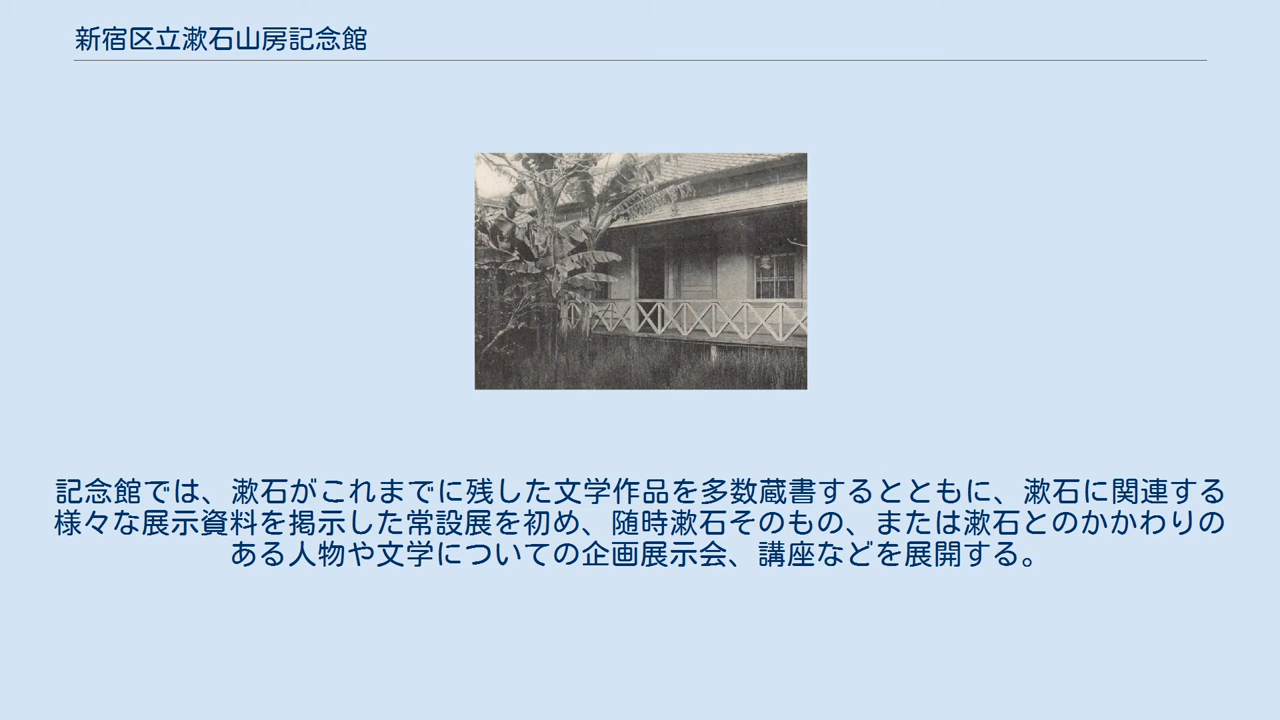 新宿区立漱石山房記念館
記念館では、漱石がこれまでに残した文学作品を多数蔵書するとともに、漱石に関連する
様々な展示資料を掲示した常設展を初め、随時漱石そのもの、または漱石とのかかわりの
ある人物や文学についての企画展示会、講座などを展開する。